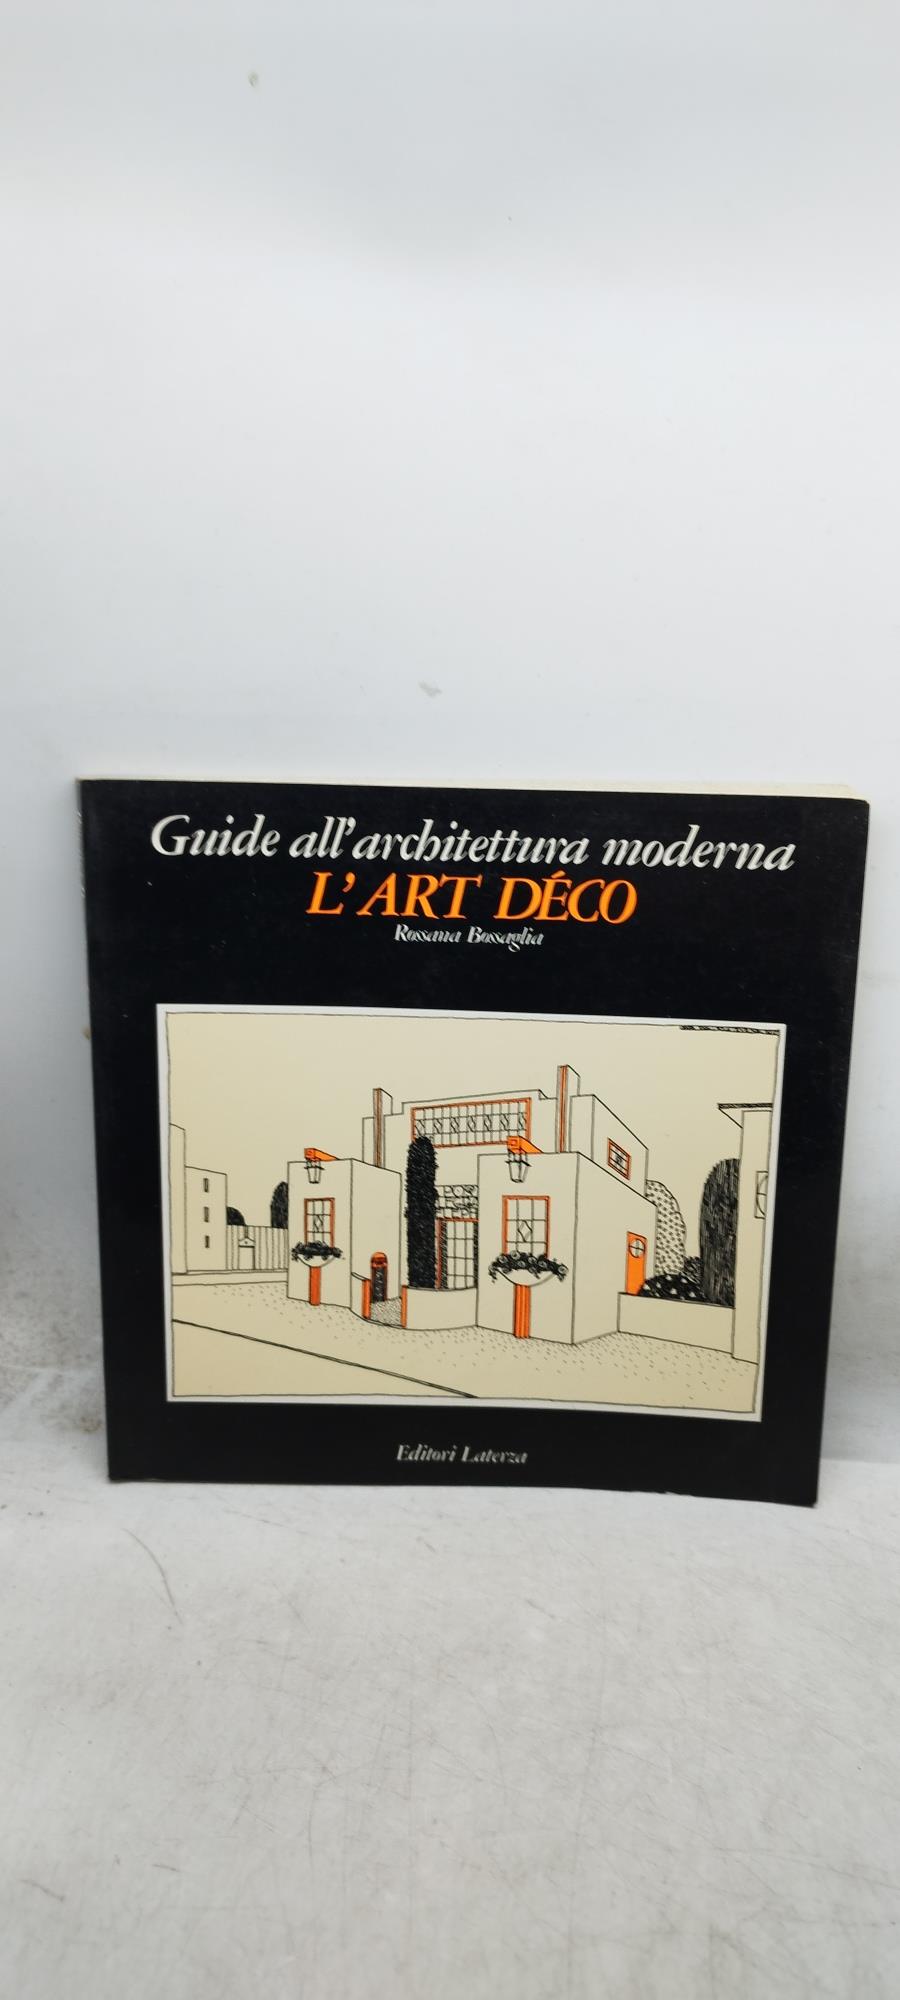 Guide all'architettura moderna
L'ART DÉCO
Rossana Bossaglia
Editori Laterza